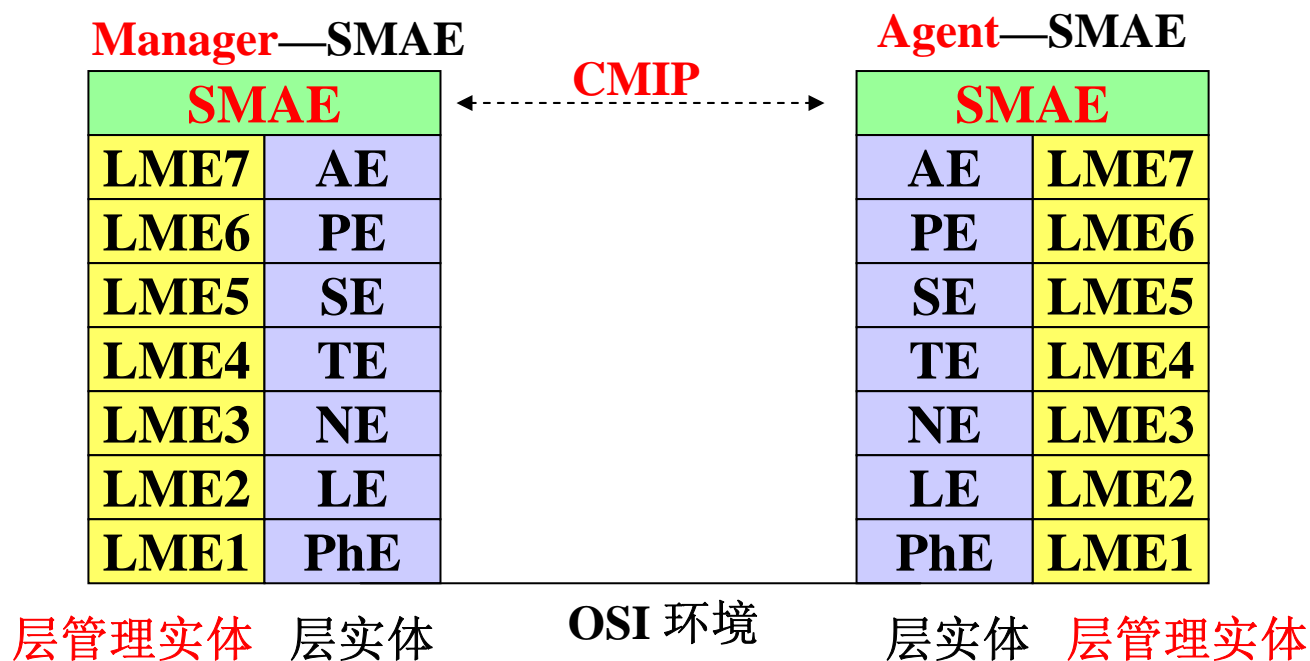 Manager—SMAE
Agent—SMAE
CMIP
SMAE
SMAE
LME7 AE
AE LME7
LME6 PE
PE LME6
LME5 SE
SE LME5
LME4 TE
TE LME4
LME3 NE
NE LME3
LME2 LE
LE LME2
LME1 PhE
PhE LME1
层管理实体 层实体
OSI 环境
层实体 层管理实体